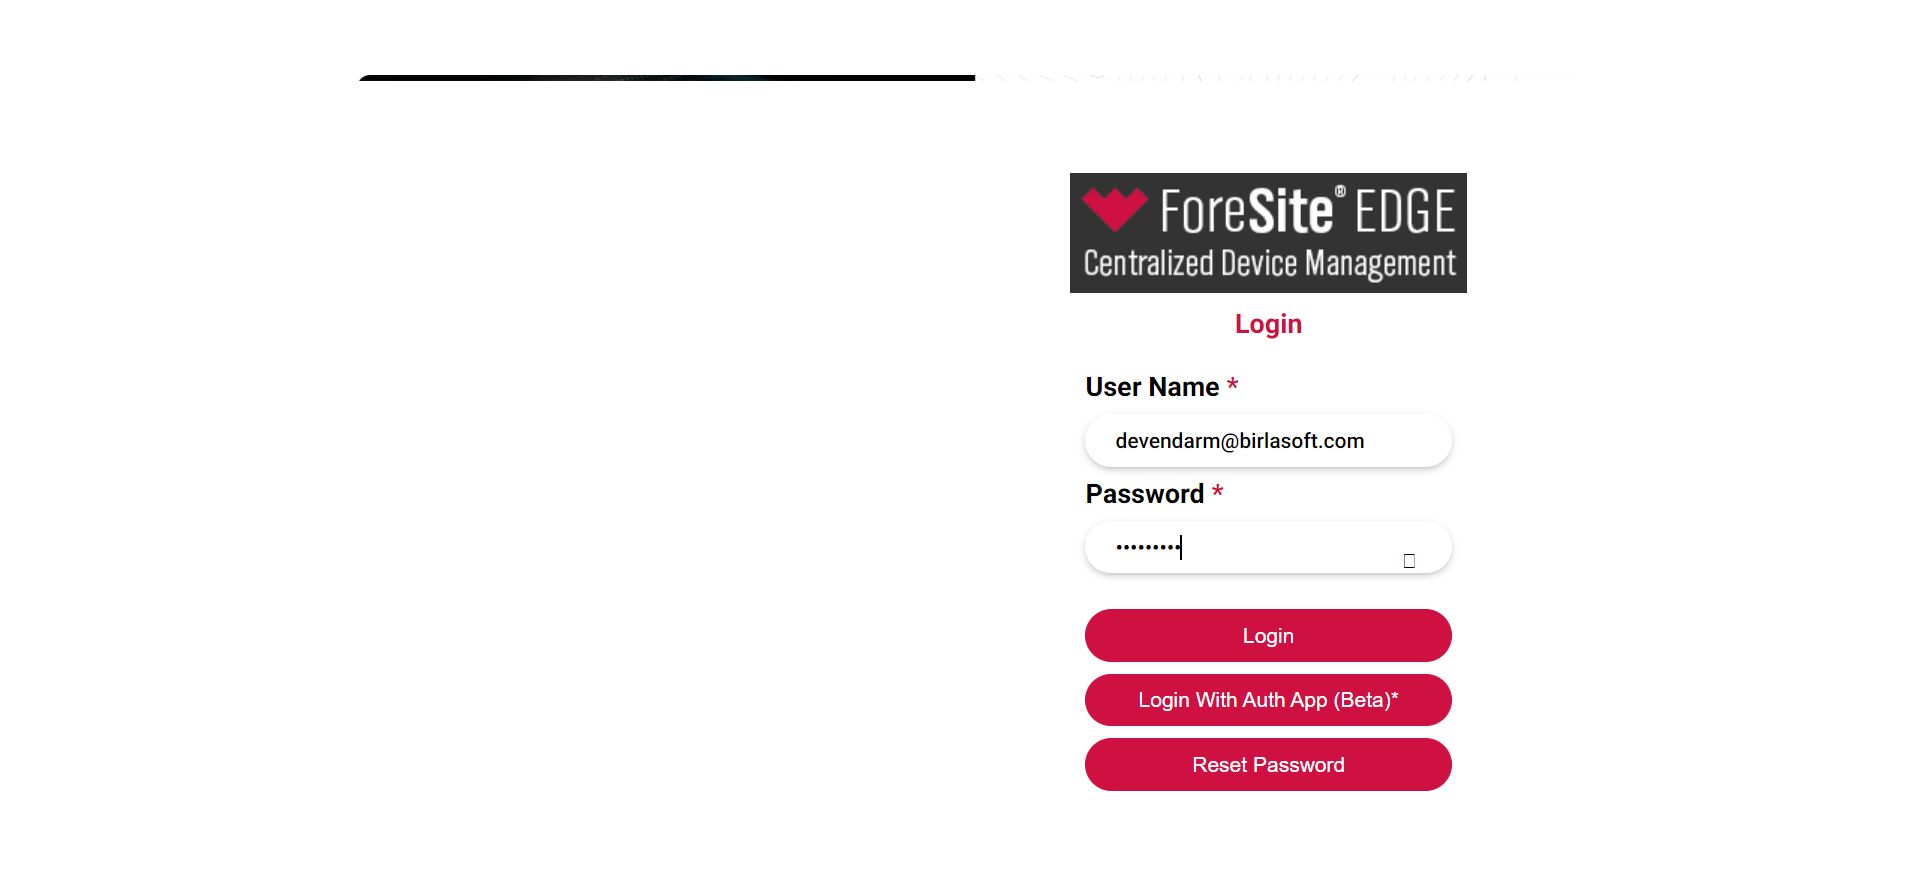 ForeSite® EDGE
Centralized Device Management
Login
User Name *
devendarm@birlasoft.com
Password *
•••••••••
Login
Login With Auth App (Beta)*
Reset Password